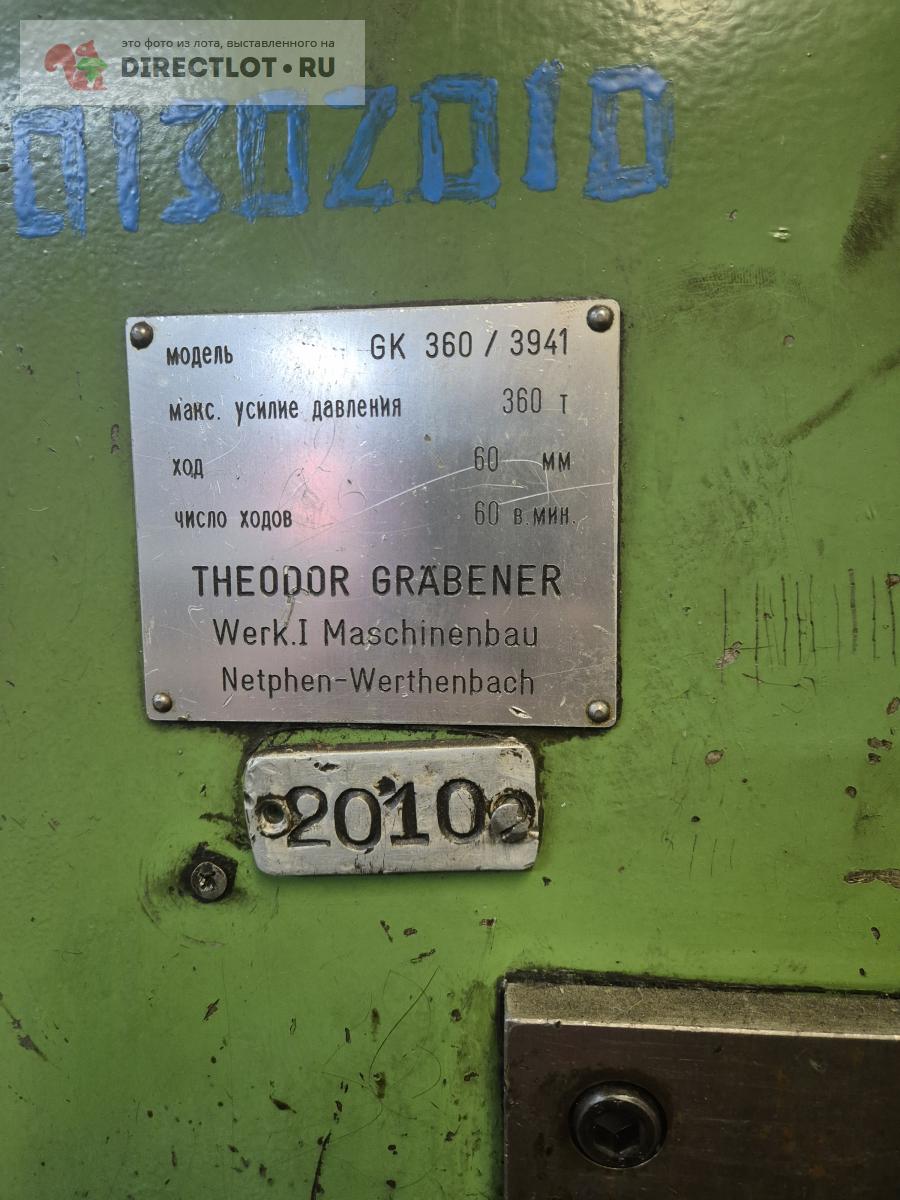 это фото из лота, выставленного на
DIRECTLOT•RU
01302010
модель GK 360 / 3941
макс. усилие давления 360 т
ход 60 мм
число ходов 60 в.мин.
THEODOR GRÄBENER
Werk.I Maschinenbau
Netphen-Werthenbach
2010